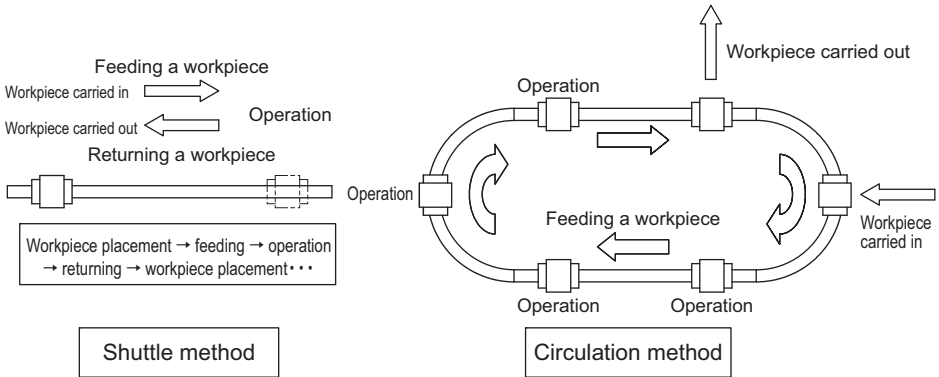 Feeding a workpiece
Workpiece carried in
Workpiece carried out
Operation
Returning a workpiece
Workpiece placement → feeding → operation
→ returning → workpiece placement・・・
Shuttle method
Workpiece carried out
Operation
Operation
Feeding a workpiece
Workpiece
carried in
Operation
Operation
Circulation method